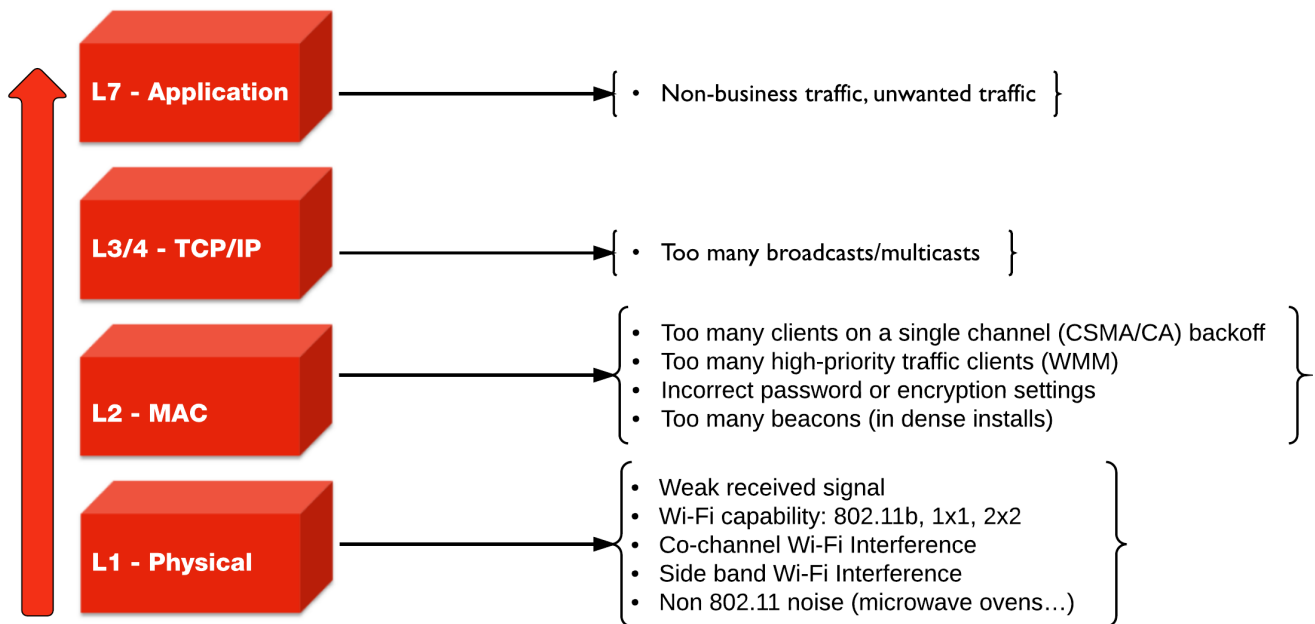 L7 - Application
• Non-business traffic, unwanted traffic
L3/4 - TCP/IP
• Too many broadcasts/multicasts
L2 - MAC
• Too many clients on a single channel (CSMA/CA) backoff
• Too many high-priority traffic clients (WMM)
• Incorrect password or encryption settings
• Too many beacons (in dense installs)
L1 - Physical
• Weak received signal
• Wi-Fi capability: 802.11b, 1x1, 2x2
• Co-channel Wi-Fi Interference
• Side band Wi-Fi Interference
• Non 802.11 noise (microwave ovens…)